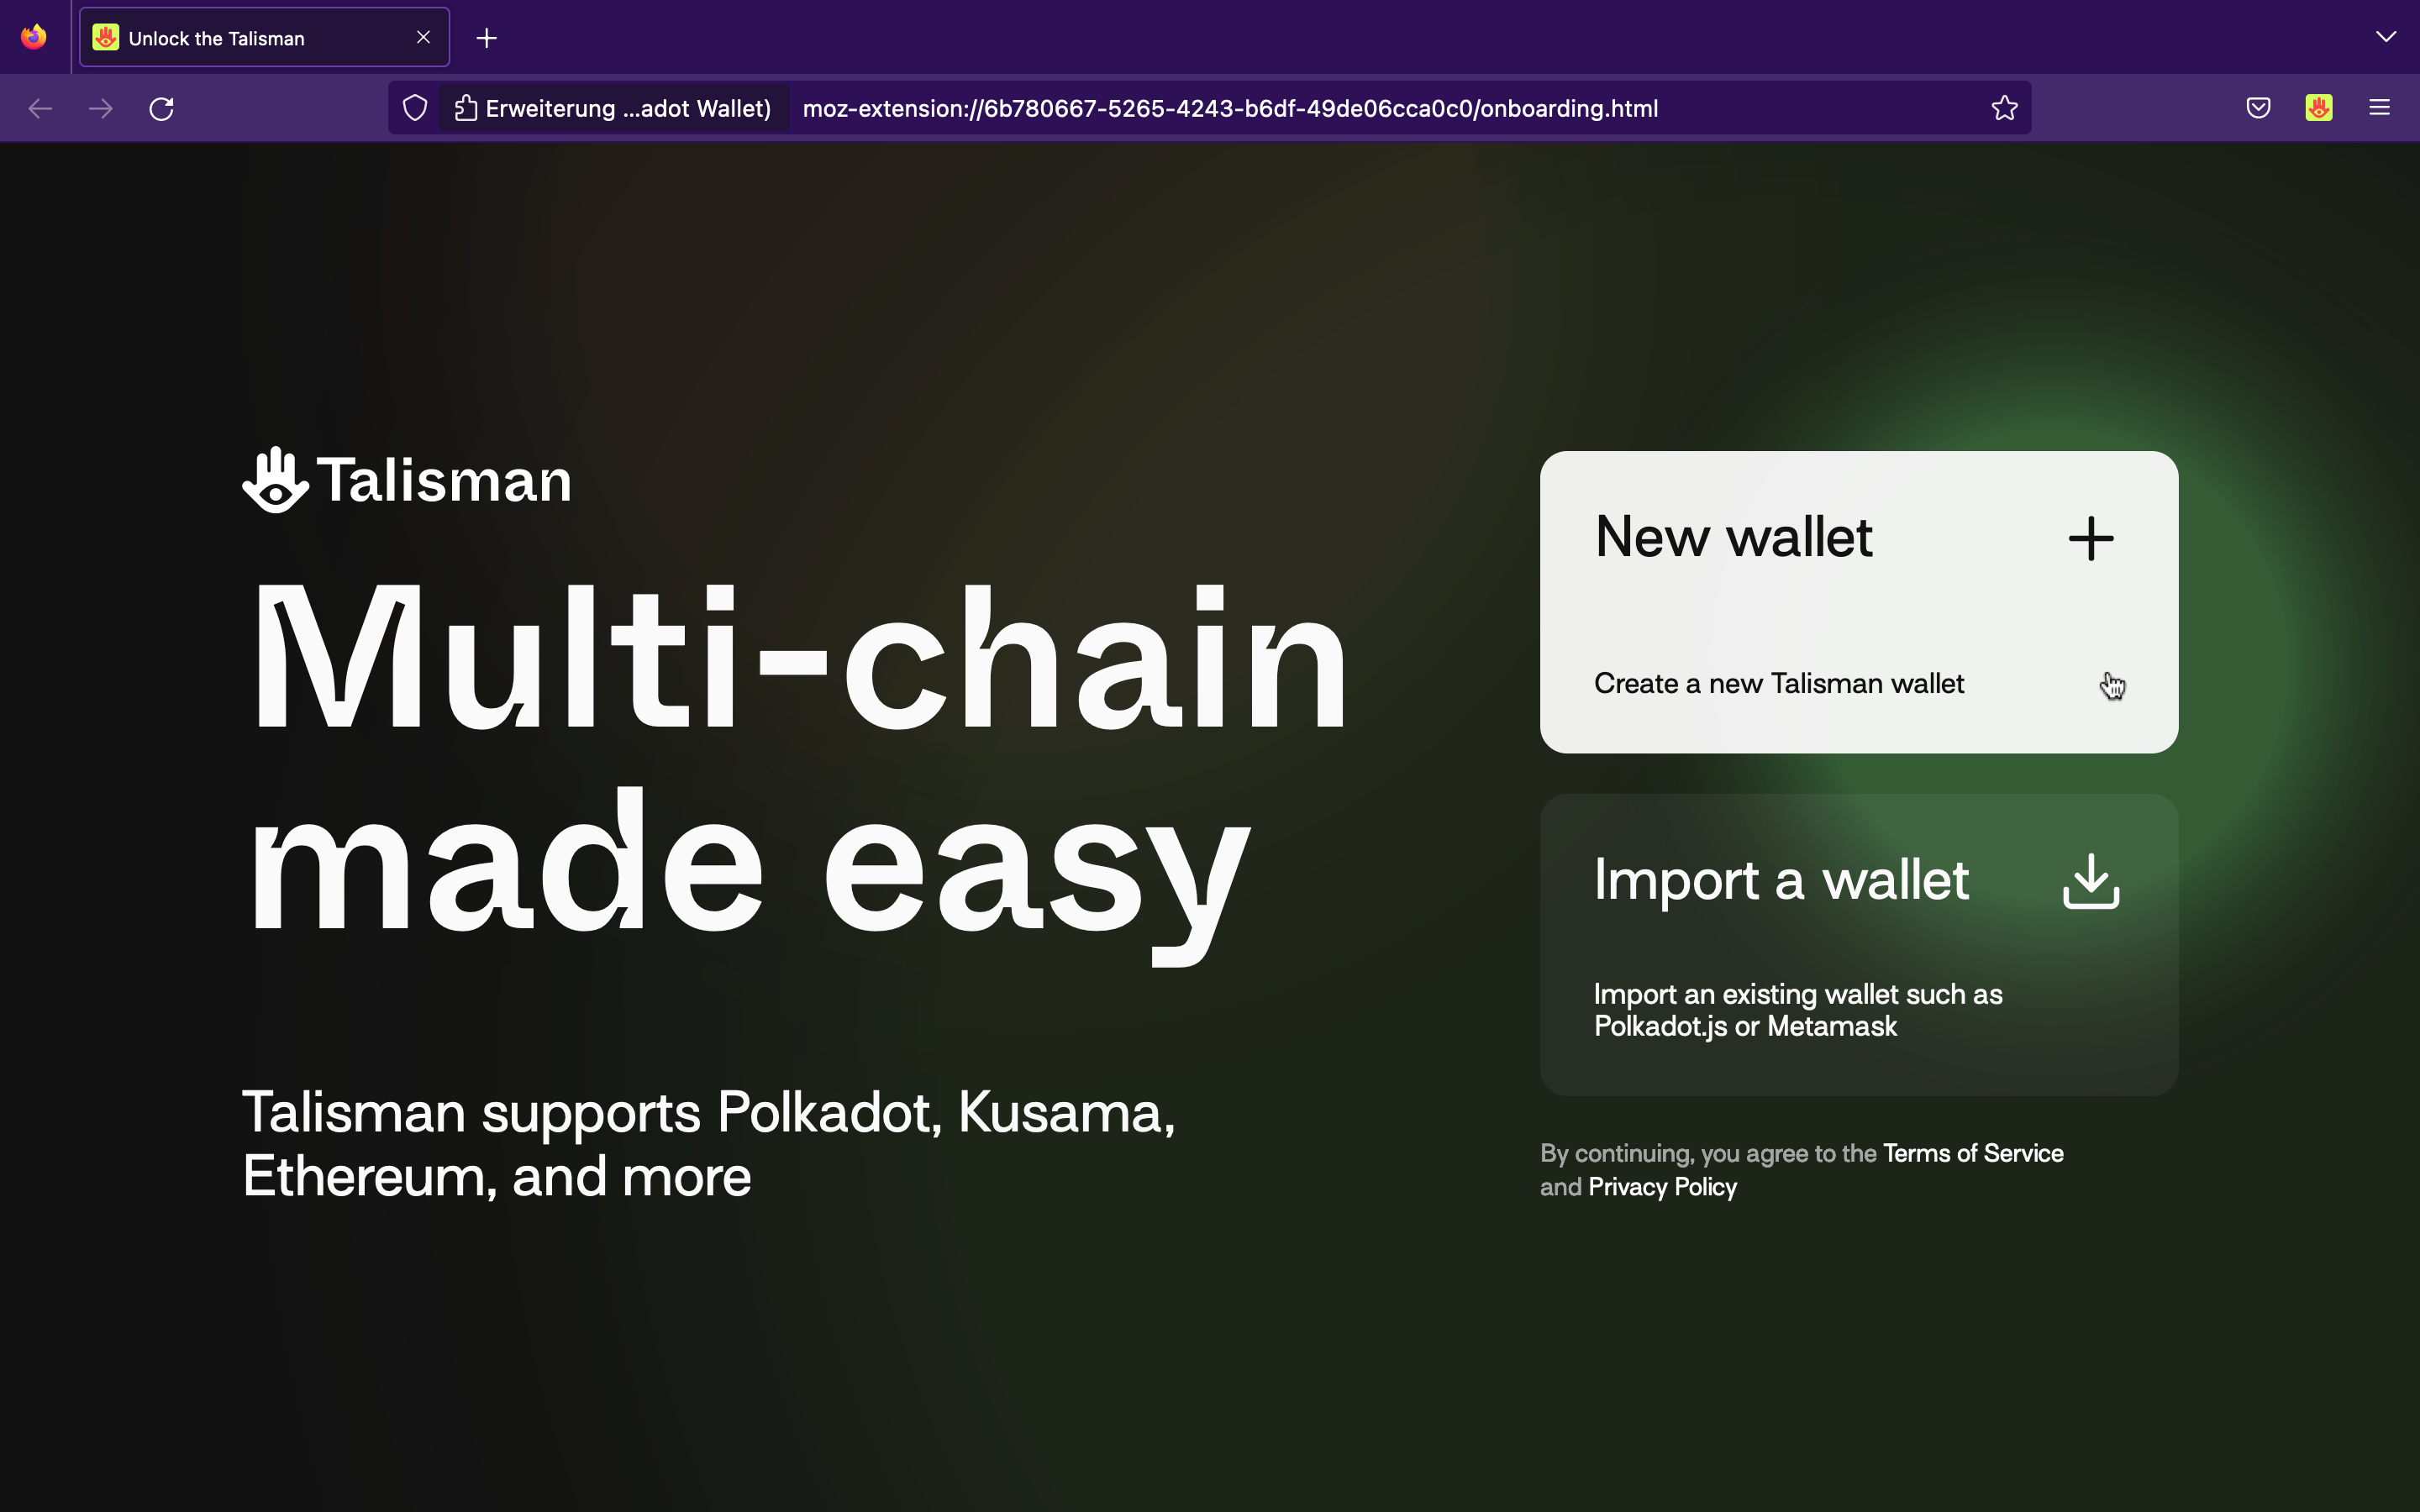 Unlock the Talisman
Erweiterung ...adot Wallet)
moz-extension://6b780667-5265-4243-b6df-49de06cca0c0/onboarding.html
Talisman
Multi-chain
made easy
Talisman supports Polkadot, Kusama,
Ethereum, and more
New wallet
Create a new Talisman wallet
Import a wallet
Import an existing wallet such as
Polkadot.js or Metamask
By continuing, you agree to the Terms of Service
and Privacy Policy